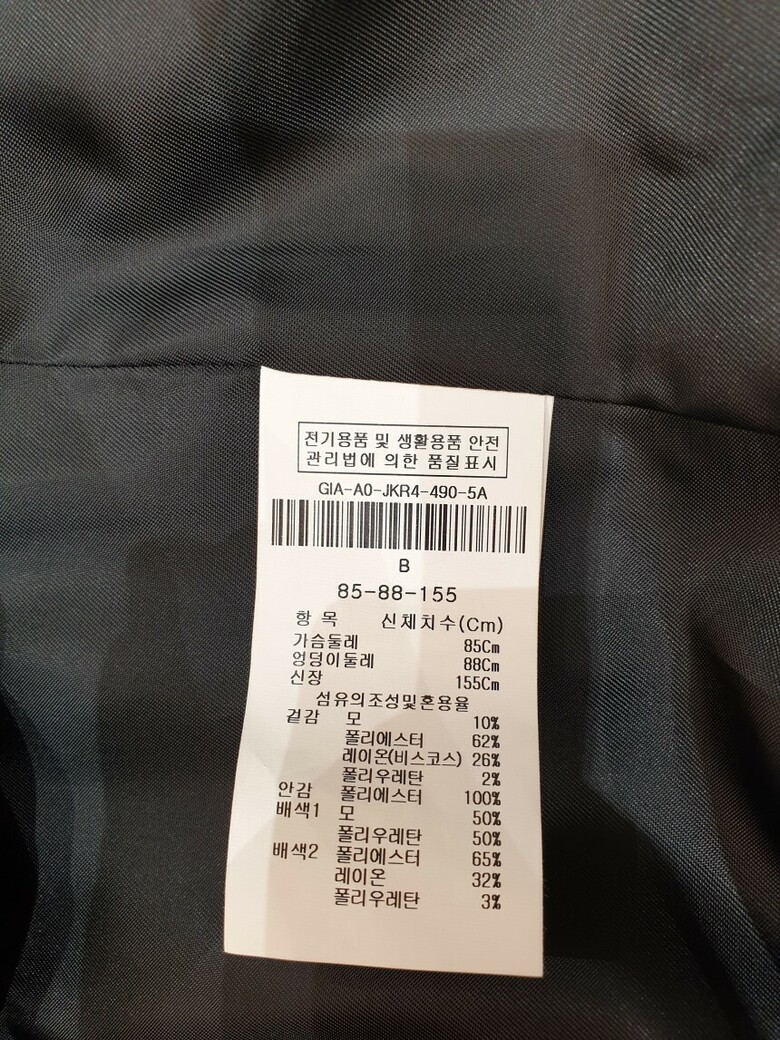 전기용품 및 생활용품 안전
관리법에 의한 품질표시
GIA-A0-JKR4-490-5A
B
85-88-155
항 목 신체치수(Cm)
가슴둘레 85Cm
엉덩이둘레 88Cm
신장 155Cm
섬유의조성및혼용율
겉감 모 10%
폴리에스터 62%
레이온(비스코스) 26%
폴리우레탄 2%
안감 폴리에스터 100%
배색1 모 50%
폴리우레탄 50%
배색2 폴리에스터 65%
레이온 32%
폴리우레탄 3%